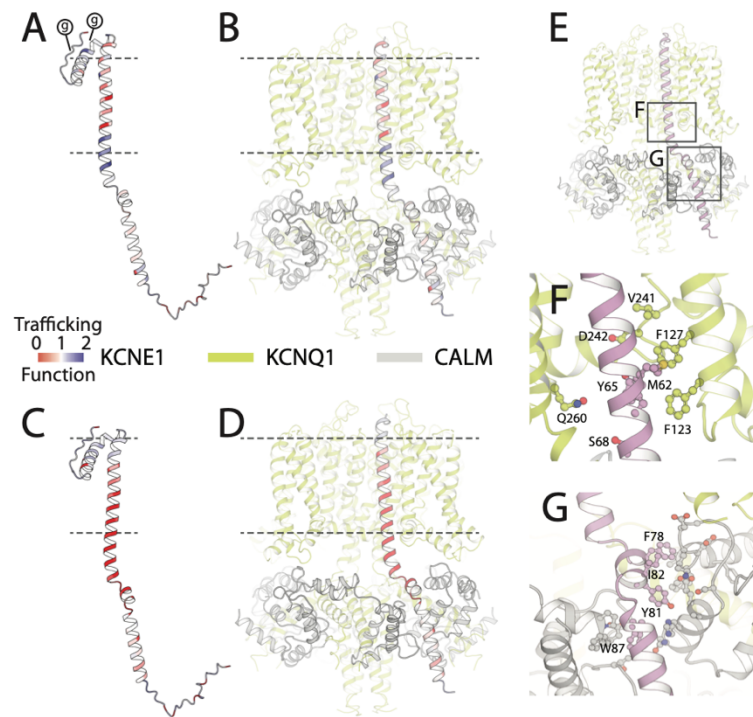 A
g
g
B
E
F
G
Trafficking
0 1 2
Function
KCNE1
KCNQ1
CALM
F
V241
D242
F127
Y65
M62
Q260
F123
S68
C
D
G
F78
I82
Y81
W87